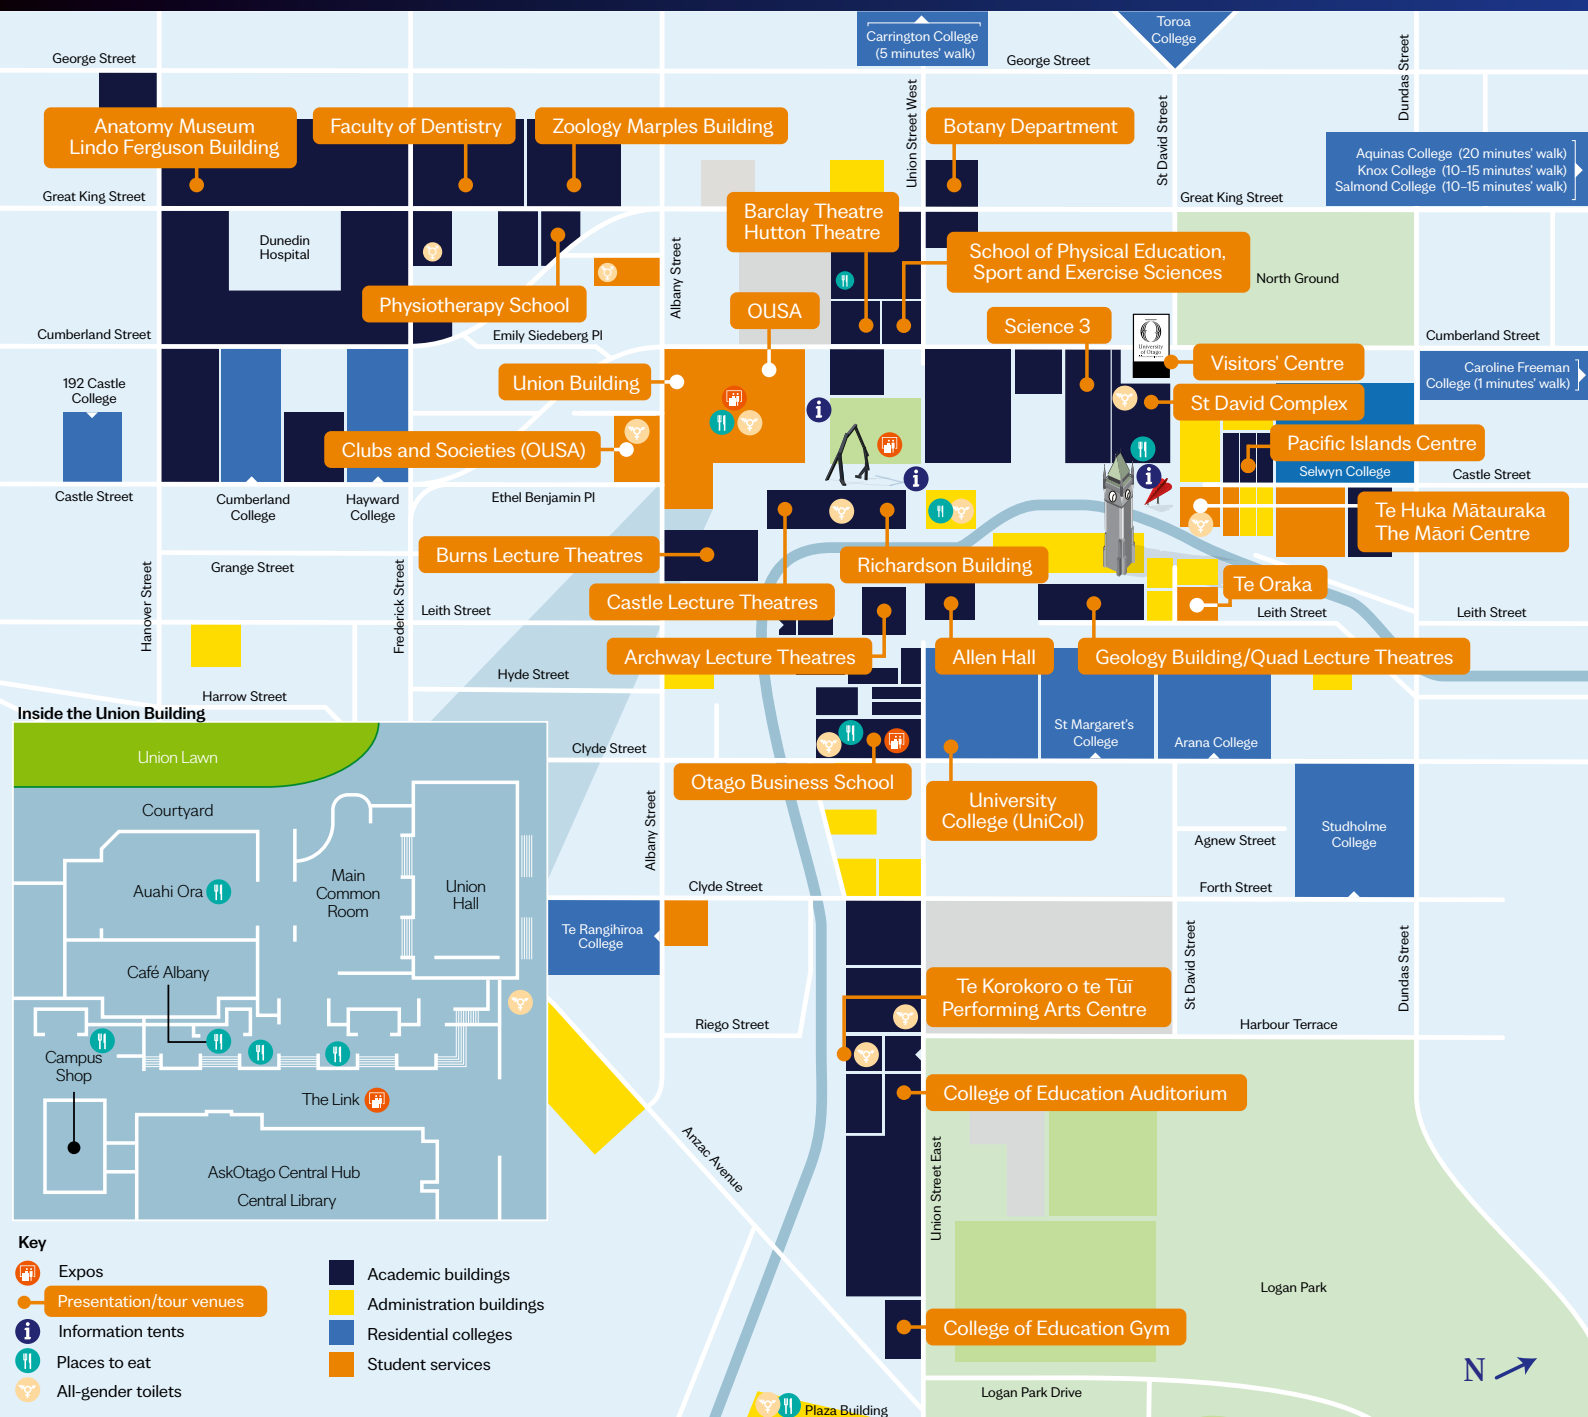 Carrington College
(5 minutes' walk)
Toroa
College
George Street
George Street
Union Street West
St David Street
Dundas Street
Anatomy Museum
Lindo Ferguson Building
Faculty of Dentistry
Zoology Marples Building
Botany Department
Aquinas College (20 minutes' walk)
Knox College (10–15 minutes' walk)
Salmond College (10–15 minutes' walk)
Great King Street
Great King Street
Barclay Theatre
Hutton Theatre
Dunedin
Hospital
Albany Street
School of Physical Education,
Sport and Exercise Sciences
North Ground
Physiotherapy School
OUSA
Science 3
University
of Otago
Cumberland Street
Emily Siedeberg Pl
Cumberland Street
Visitors' Centre
Caroline Freeman
College (1 minutes' walk)
192 Castle
College
Union Building
St David Complex
Clubs and Societies (OUSA)
Pacific Islands Centre
Selwyn College
Castle Street
Castle Street
Cumberland
College
Hayward
College
Ethel Benjamin Pl
Te Huka Mātauraka
The Māori Centre
Burns Lecture Theatres
Richardson Building
Hanover Street
Grange Street
Frederick Street
Te Oraka
Castle Lecture Theatres
Leith Street
Leith Street
Leith Street
Archway Lecture Theatres
Allen Hall
Geology Building/Quad Lecture Theatres
Hyde Street
Harrow Street
Inside the Union Building
Union Lawn
St Margaret's
College
Arana College
Clyde Street
Otago Business School
University
College (UniCol)
Courtyard
Albany Street
Agnew Street
Studholme
College
Auahi Ora
Main
Common
Room
Union
Hall
Clyde Street
Forth Street
Te Rangihīroa
College
St David Street
Dundas Street
Café Albany
Te Korokoro o te Tūī
Performing Arts Centre
Riego Street
Harbour Terrace
Campus
Shop
The Link
College of Education Auditorium
Anzac Avenue
Union Street East
AskOtago Central Hub
Central Library
Key
Expos
Presentation/tour venues
Information tents
Places to eat
All-gender toilets
Academic buildings
Administration buildings
Residential colleges
Student services
Logan Park
College of Education Gym
N
Logan Park Drive
Plaza Building